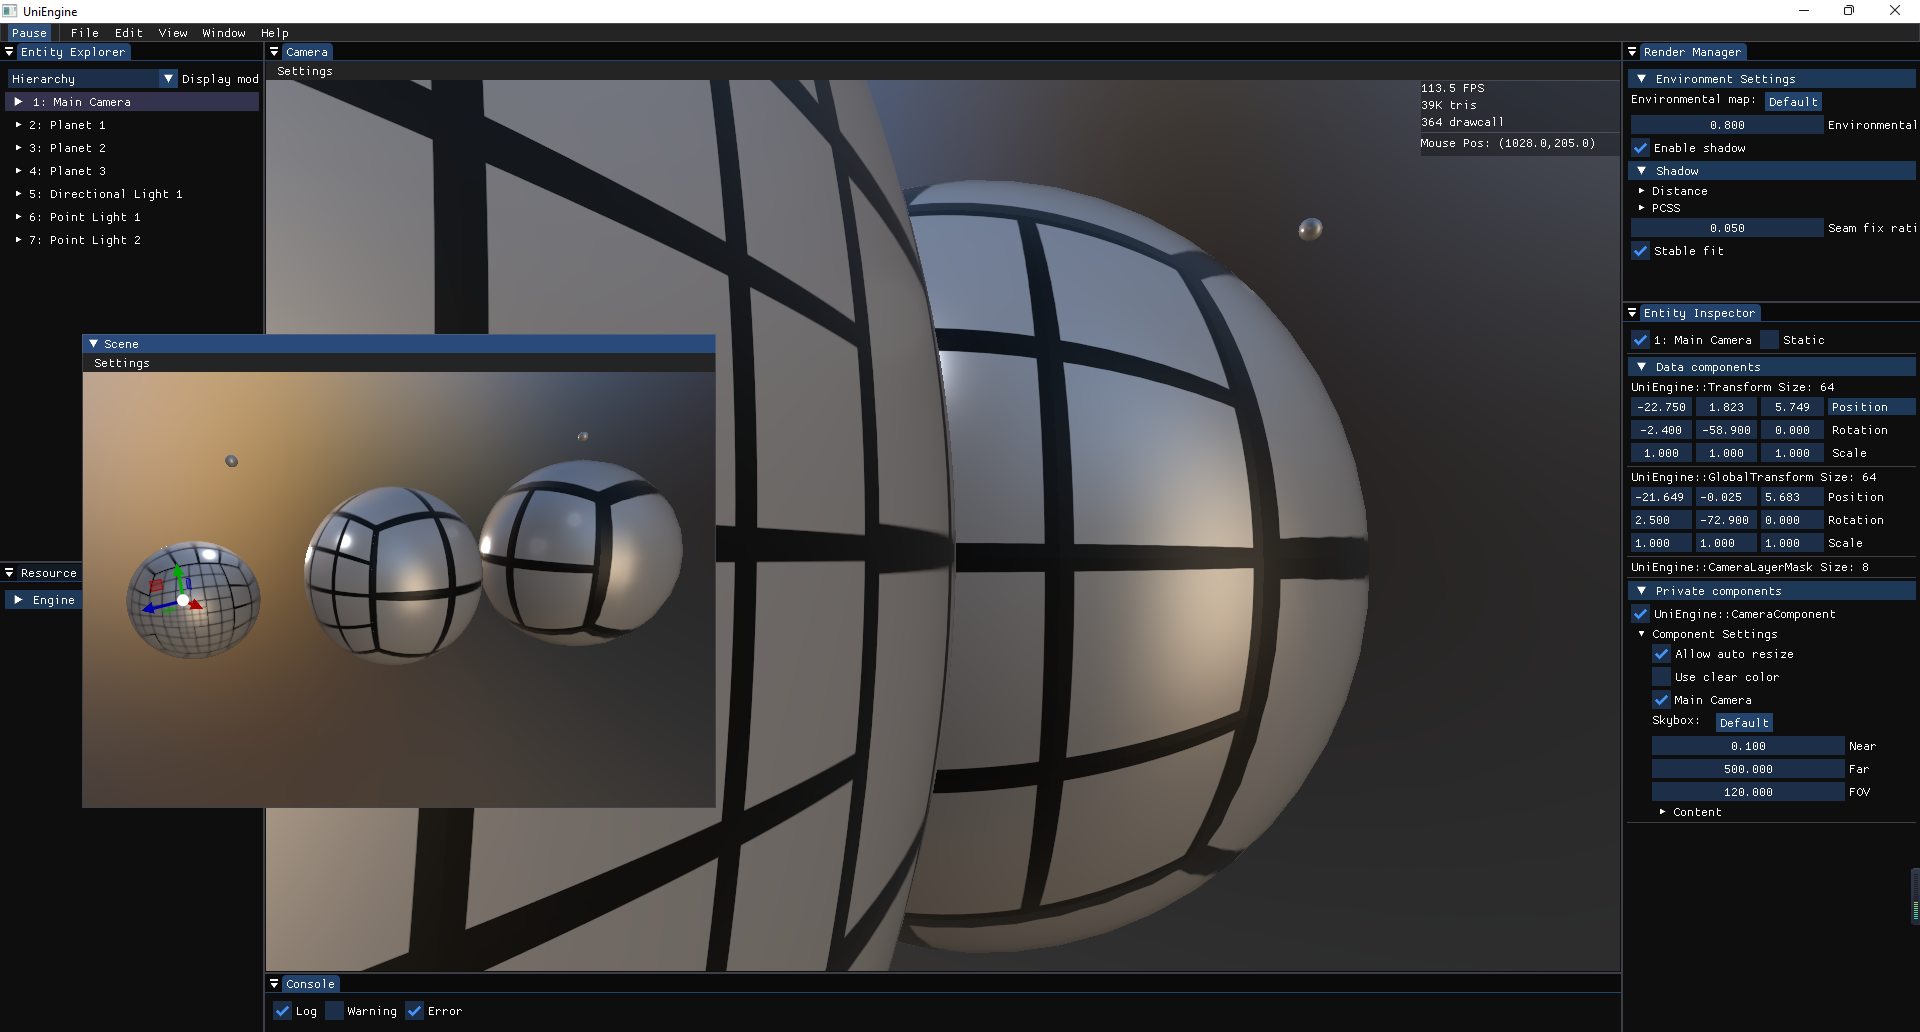 UniEngine
Pause File Edit View Window Help
Entity Explorer
Hierarchy Display mod
1: Main Camera
2: Planet 1
3: Planet 2
4: Planet 3
5: Directional Light 1
6: Point Light 1
7: Point Light 2
Resource
Engine
Scene
Settings
Camera
Settings
113.5 FPS
39K tris
364 drawcall
Mouse Pos: (1028.0,205.0)
Console
Log Warning Error
Render Manager
Environment Settings
Environmental map: Default
0.800 Environmental
Enable shadow
Shadow
Distance
PCSS
0.050 Seam fix rati
Stable fit
Entity Inspector
1: Main Camera Static
Data components
UniEngine::Transform Size: 64
-22.750 1.823 5.749 Position
-2.400 -58.900 0.000 Rotation
1.000 1.000 1.000 Scale
UniEngine::GlobalTransform Size: 64
-21.649 -0.025 5.683 Position
2.500 -72.900 0.000 Rotation
1.000 1.000 1.000 Scale
UniEngine::CameraLayerMask Size: 8
Private components
UniEngine::CameraComponent
Component Settings
Allow auto resize
Use clear color
Main Camera
Skybox: Default
0.100 Near
500.000 Far
120.000 FOV
Content